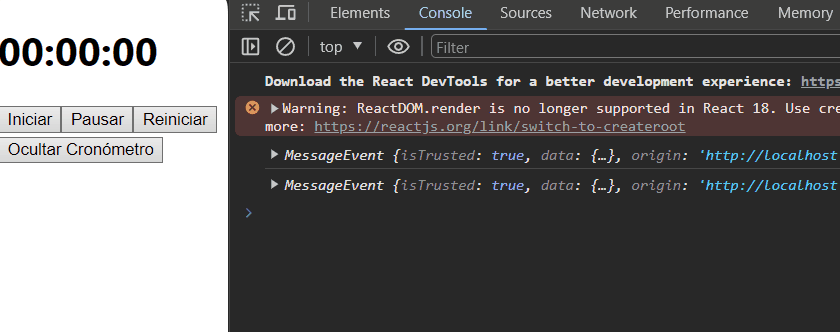 00:00:00
Iniciar Pausar Reiniciar
Ocultar Cronómetro
Elements Console Sources Network Performance Memory
top ▼ Filter
Download the React DevTools for a better development experience: https
▶Warning: ReactDOM.render is no longer supported in React 18. Use cre
more: https://reactjs.org/link/switch-to-createroot
▶ MessageEvent {isTrusted: true, data: {…}, origin: 'http://localhost
▶ MessageEvent {isTrusted: true, data: {…}, origin: 'http://localhost
>